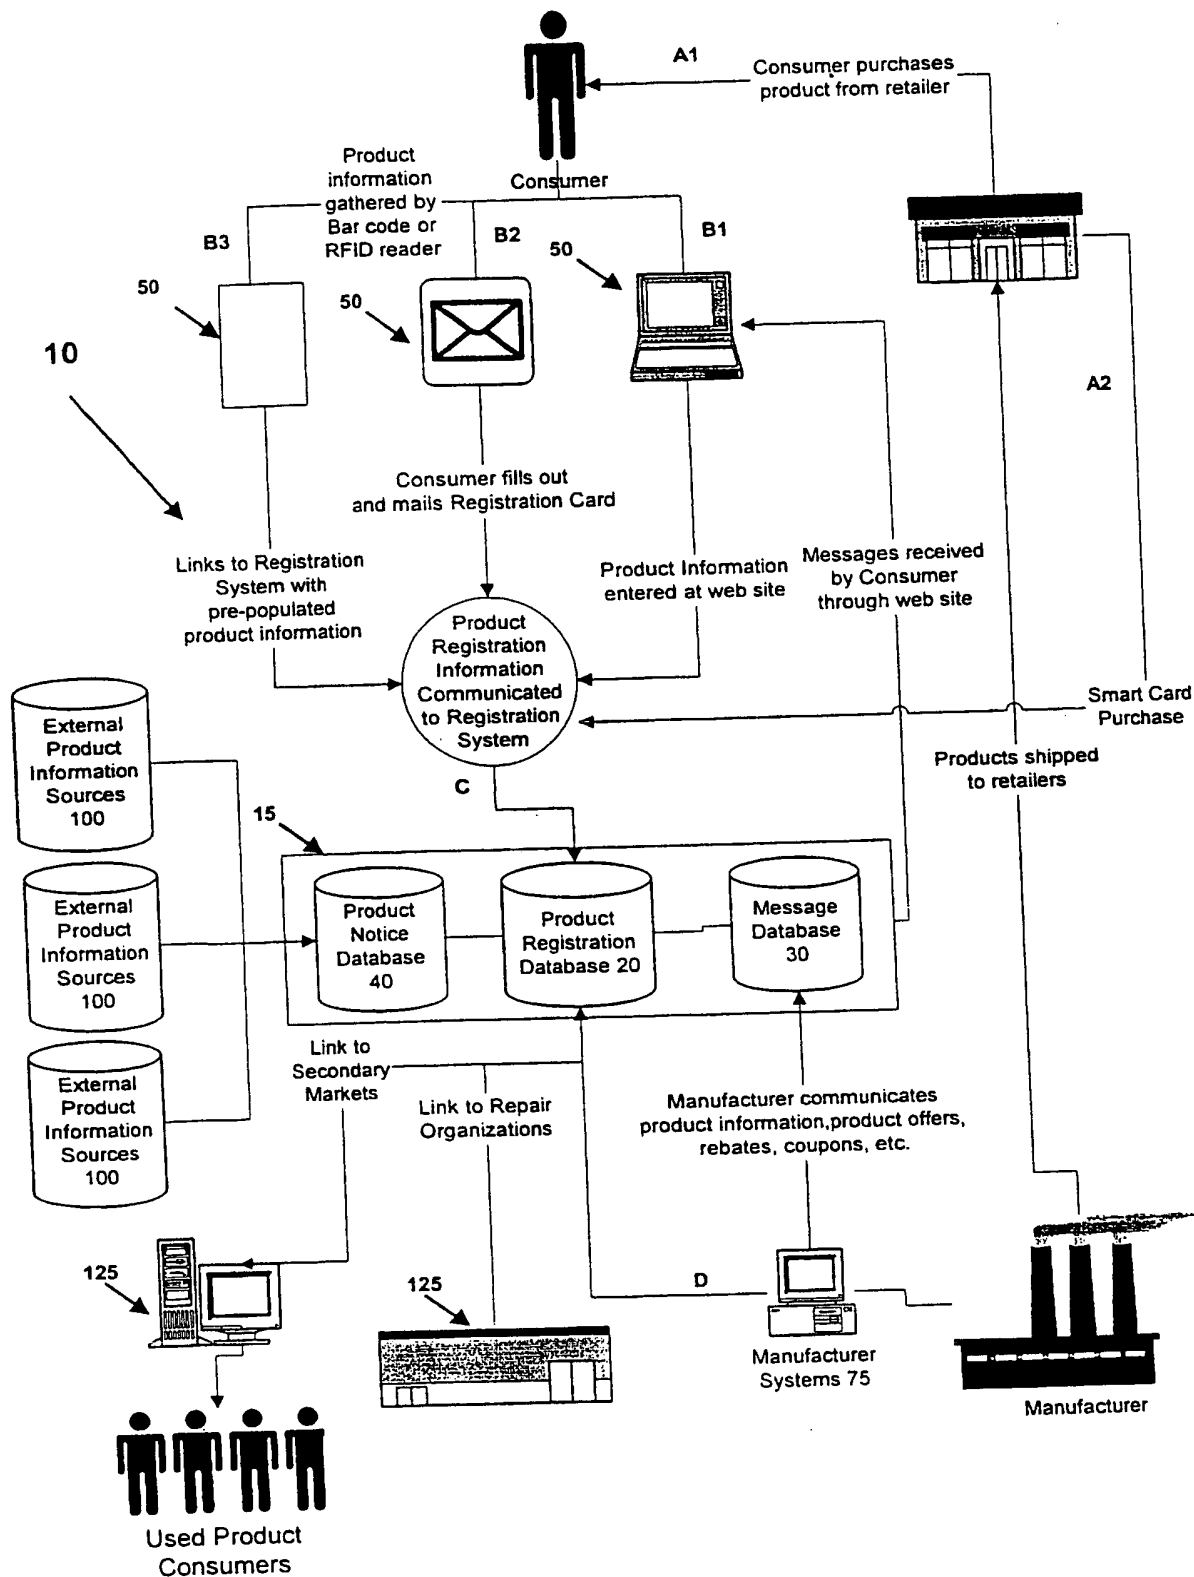 A1
Consumer purchases
product from retailer
Product
information
gathered by
Bar code or
RFID reader
Consumer
B3
B2
B1
50
50
50
10
A2
Consumer fills out
and mails Registration Card
Links to Registration
System with
pre-populated
product information
Product Information
entered at web site
Messages received
by Consumer
through web site
Product
Registration
Information
Communicated
to Registration
System
Smart Card
Purchase
Products shipped
to retailers
External
Product
Information
Sources
100
C
15
External
Product
Information
Sources
100
Product
Notice
Database
40
Product
Registration
Database 20
Message
Database
30
External
Product
Information
Sources
100
Link to
Secondary
Markets
Link to Repair
Organizations
Manufacturer communicates
product information,product offers,
rebates, coupons, etc.
125
125
D
Manufacturer
Systems 75
Manufacturer
Used Product
Consumers